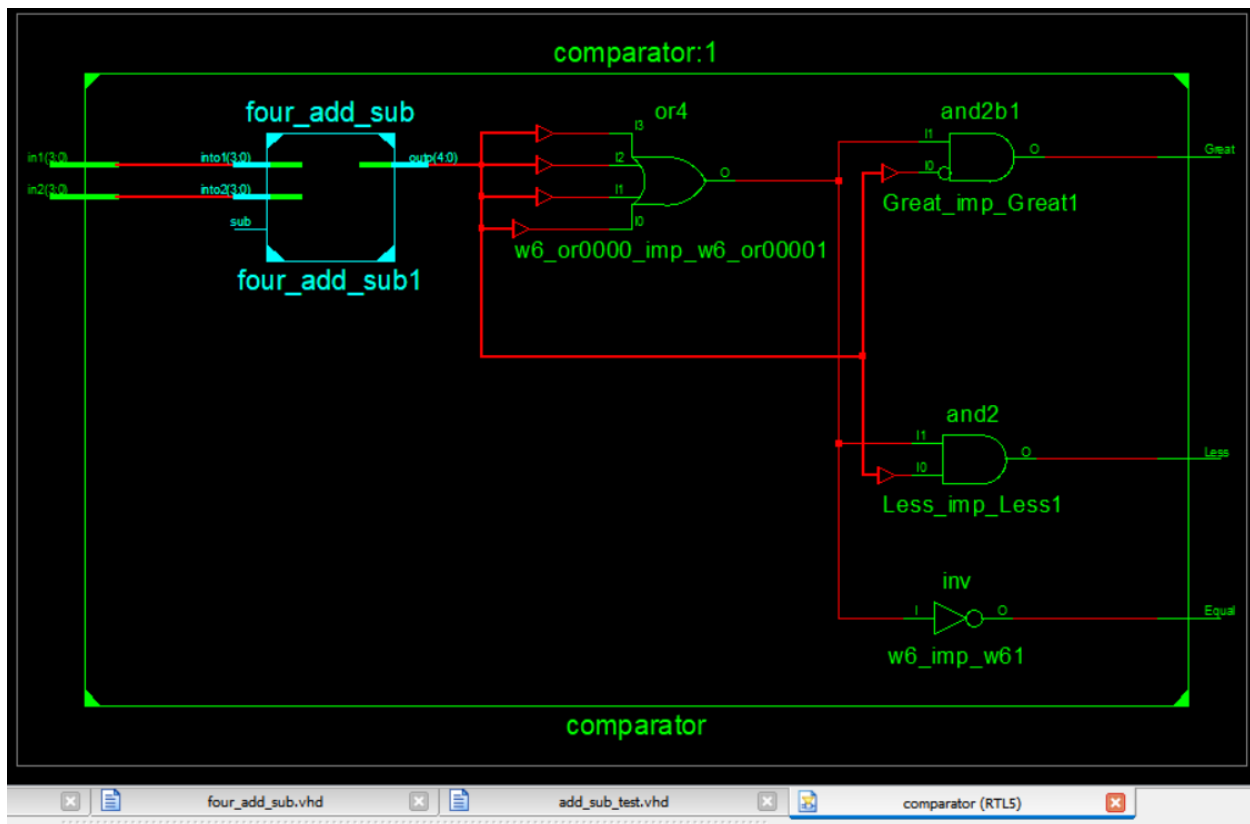 comparator:1
four_add_sub
or4
and2b1
in1(3:0)
into1(3:0)
outp(4:0)
I3
I2
I1
I0
O
I1
I0
O
Great
in2(3:0)
into2(3:0)
sub
Great_imp_Great1
w6_or0000_imp_w6_or00001
four_add_sub1
and2
I1
I0
O
Less
Less_imp_Less1
inv
I
O
Equal
w6_imp_w61
comparator
four_add_sub.vhd
add_sub_test.vhd
comparator (RTL5)